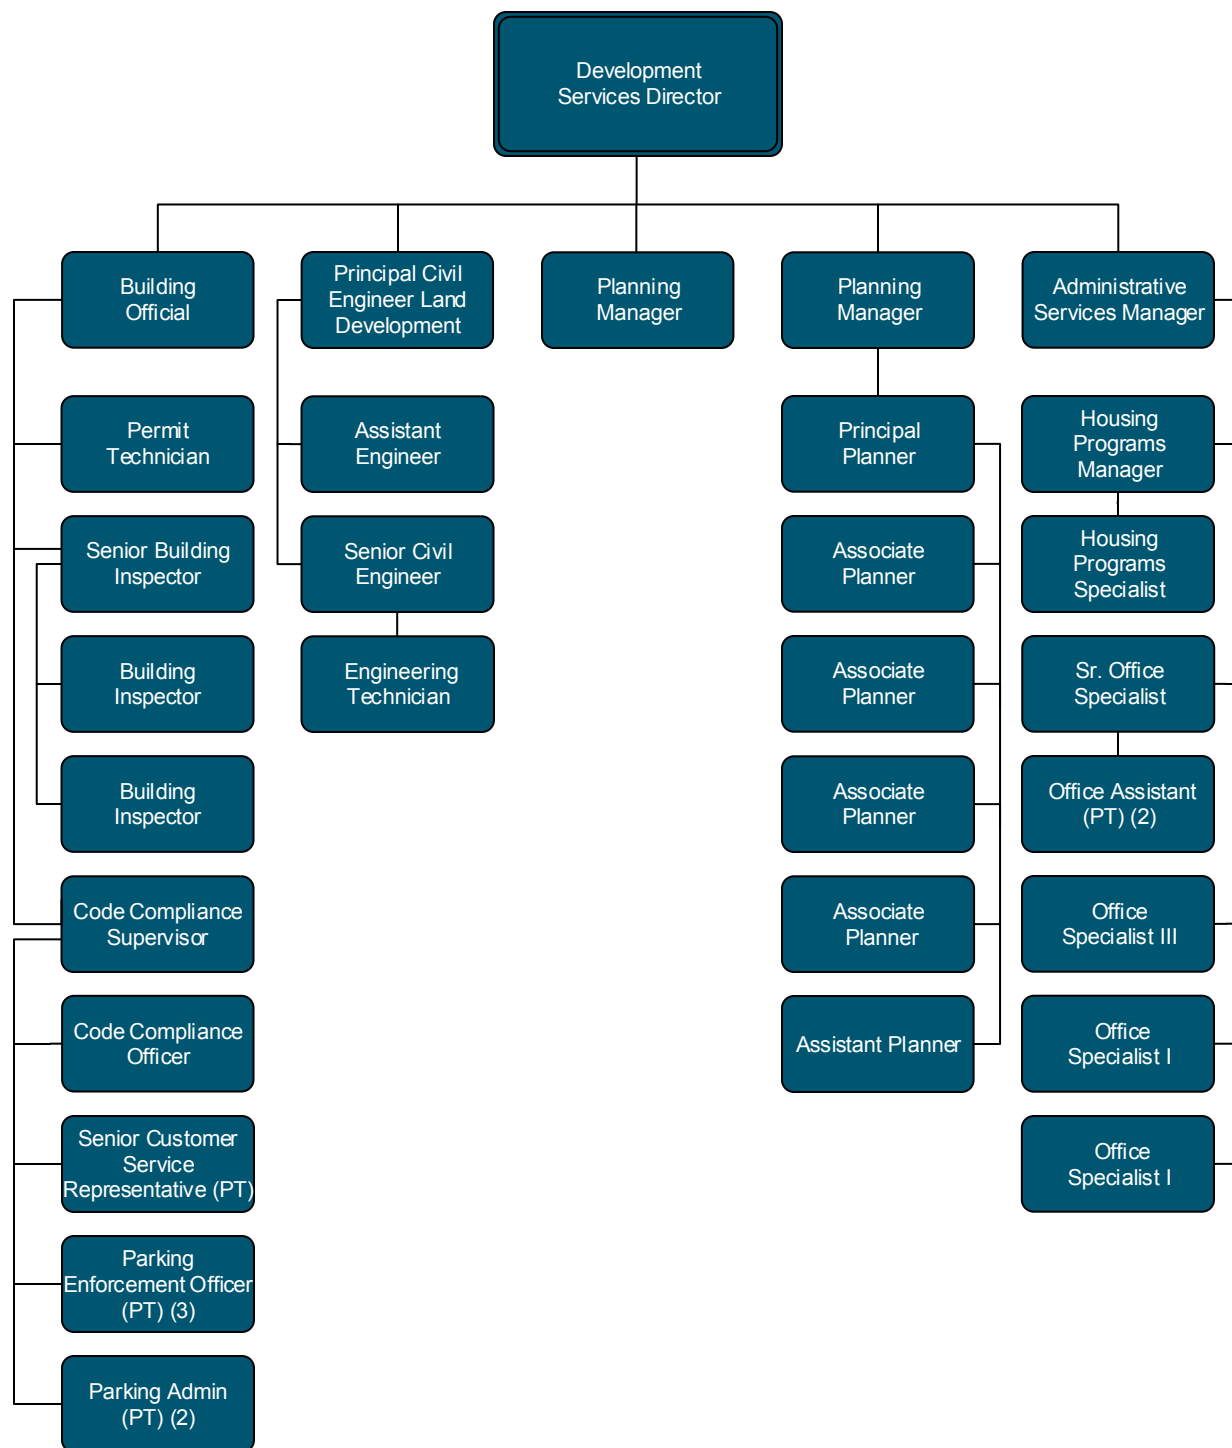 Development
Services Director
Building
Official
Principal Civil
Engineer Land
Development
Planning
Manager
Planning
Manager
Administrative
Services Manager
Permit
Technician
Assistant
Engineer
Principal
Planner
Housing
Programs
Manager
Senior Building
Inspector
Senior Civil
Engineer
Associate
Planner
Housing
Programs
Specialist
Building
Inspector
Engineering
Technician
Associate
Planner
Sr. Office
Specialist
Building
Inspector
Associate
Planner
Office Assistant
(PT) (2)
Code Compliance
Supervisor
Associate
Planner
Office
Specialist III
Code Compliance
Officer
Assistant Planner
Office
Specialist I
Senior Customer
Service
Representative (PT)
Office
Specialist I
Parking
Enforcement Officer
(PT) (3)
Parking Admin
(PT) (2)